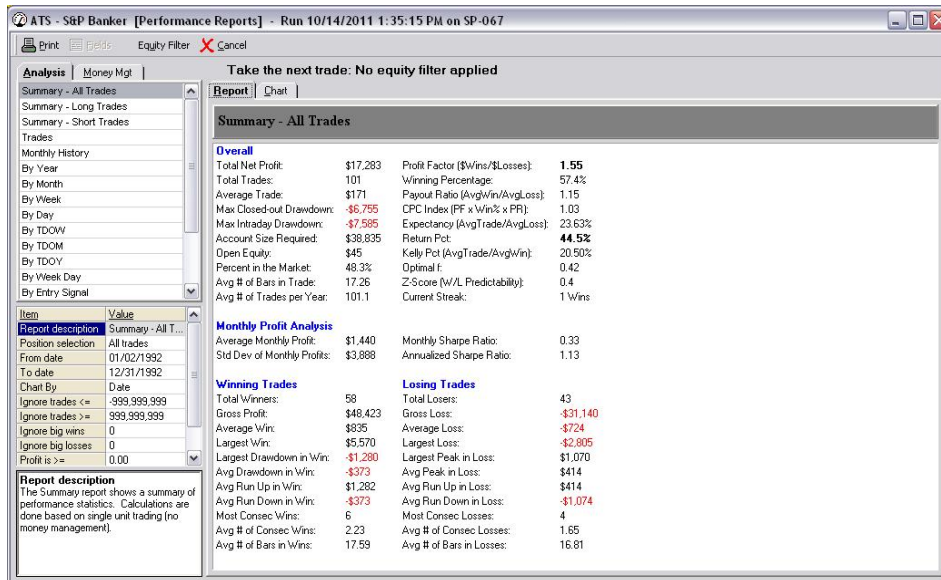 ATS - S&P Banker [Performance Reports] - Run 10/14/2011 1:35:15 PM on SP-067
Print Fields Equity Filter Cancel
Analysis Money Mgt
Take the next trade: No equity filter applied
Summary - All Trades
Summary - Long Trades
Summary - Short Trades
Trades
Monthly History
By Year
By Month
By Week
By Day
By TDOW
By TDOM
By TDOY
By Week Day
By Entry Signal
Item Value
Report description Summary - All T...
Position selection All trades
From date 01/02/1992
To date 12/31/1992
Chart By Date
Ignore trades <= -999,999,999
Ignore trades >= 999,999,999
Ignore big wins 0
Ignore big losses 0
Profit is >= 0.00
Report description
The Summary report shows a summary of
performance statistics. Calculations are
done based on single unit trading (no
money management).
Report Chart
Summary - All Trades
Overall
Total Net Profit: $17,283 Profit Factor ($Wins/$Losses): 1.55
Total Trades: 101 Winning Percentage: 57.4%
Average Trade: $171 Payout Ratio (AvgWin/AvgLoss): 1.15
Max Closed-out Drawdown: -$6,755 CPC Index (PF x Win% x PR): 1.03
Max Intraday Drawdown: -$7,585 Expectancy (AvgTrade/AvgLoss): 23.63%
Account Size Required: $38,835 Return Pct: 44.5%
Open Equity: $45 Kelly Pct (AvgTrade/AvgWin): 20.50%
Percent in the Market: 48.3% Optimal f: 0.42
Avg # of Bars in Trade: 17.26 Z-Score (W/L Predictability): 0.4
Avg # of Trades per Year: 101.1 Current Streak: 1 Wins
Monthly Profit Analysis
Average Monthly Profit: $1,440 Monthly Sharpe Ratio: 0.33
Std Dev of Monthly Profits: $3,888 Annualized Sharpe Ratio: 1.13
Winning Trades Losing Trades
Total Winners: 58 Total Losers: 43
Gross Profit: $48,423 Gross Loss: -$31,140
Average Win: $835 Average Loss: -$724
Largest Win: $5,570 Largest Loss: -$2,805
Largest Drawdown in Win: -$1,280 Largest Peak in Loss: $1,070
Avg Drawdown in Win: -$373 Avg Peak in Loss: $414
Avg Run Up in Win: $1,282 Avg Run Up in Loss: $414
Avg Run Down in Win: -$373 Avg Run Down in Loss: -$1,074
Most Consec Wins: 6 Most Consec Losses: 4
Avg # of Consec Wins: 2.23 Avg # of Consec Losses: 1.65
Avg # of Bars in Wins: 17.59 Avg # of Bars in Losses: 16.81